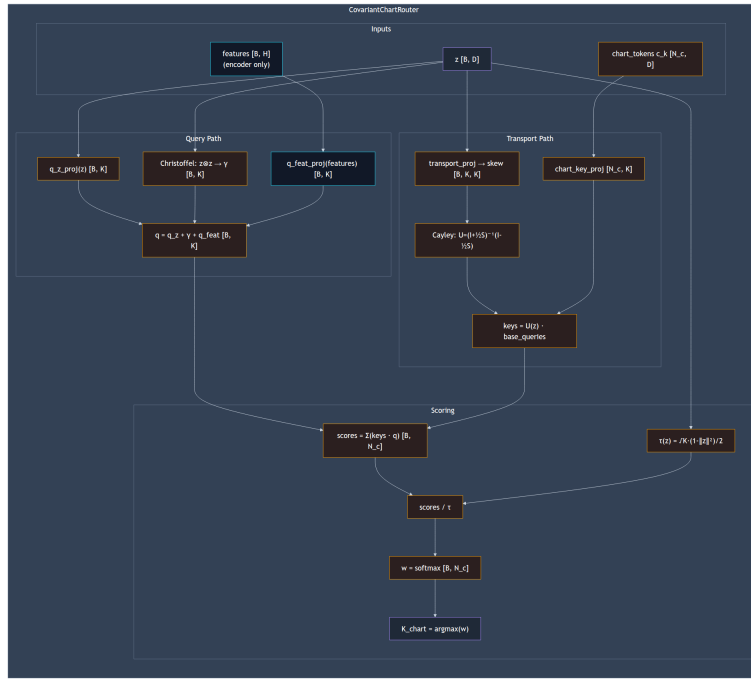 CovariantChartRouter
Inputs
features [B, H]
(encoder only)
z [B, D]
chart_tokens c_k [N_c,
D]
Query Path
Transport Path
q_z_proj(z) [B, K]
Christoffel: z⊗z → γ
[B, K]
q_feat_proj(features)
[B, K]
transport_proj → skew
[B, K, K]
chart_key_proj [N_c, K]
q = q_z + γ + q_feat [B,
K]
Cayley: U=(I+½S)⁻¹(I-
½S)
keys = U(z) ·
base_queries
Scoring
scores = Σ(keys · q) [B,
N_c]
τ(z) = √K·(1-‖z‖²)/2
scores / τ
w = softmax [B, N_c]
K_chart = argmax(w)